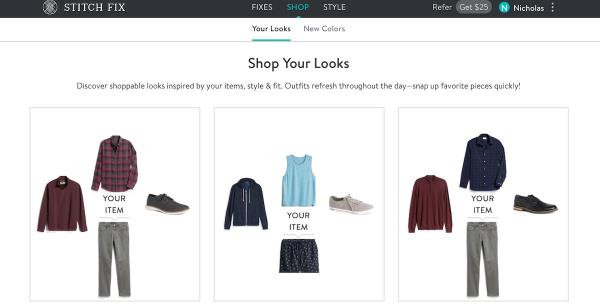 STITCH FIX
FIXES SHOP STYLE
Refer Get $25 N Nicholas
Your Looks New Colors
Shop Your Looks
Discover shoppable looks inspired by your items, style & fit. Outfits refresh throughout the day—snap up favorite pieces quickly!
YOUR
ITEM
YOUR
ITEM
YOUR
ITEM